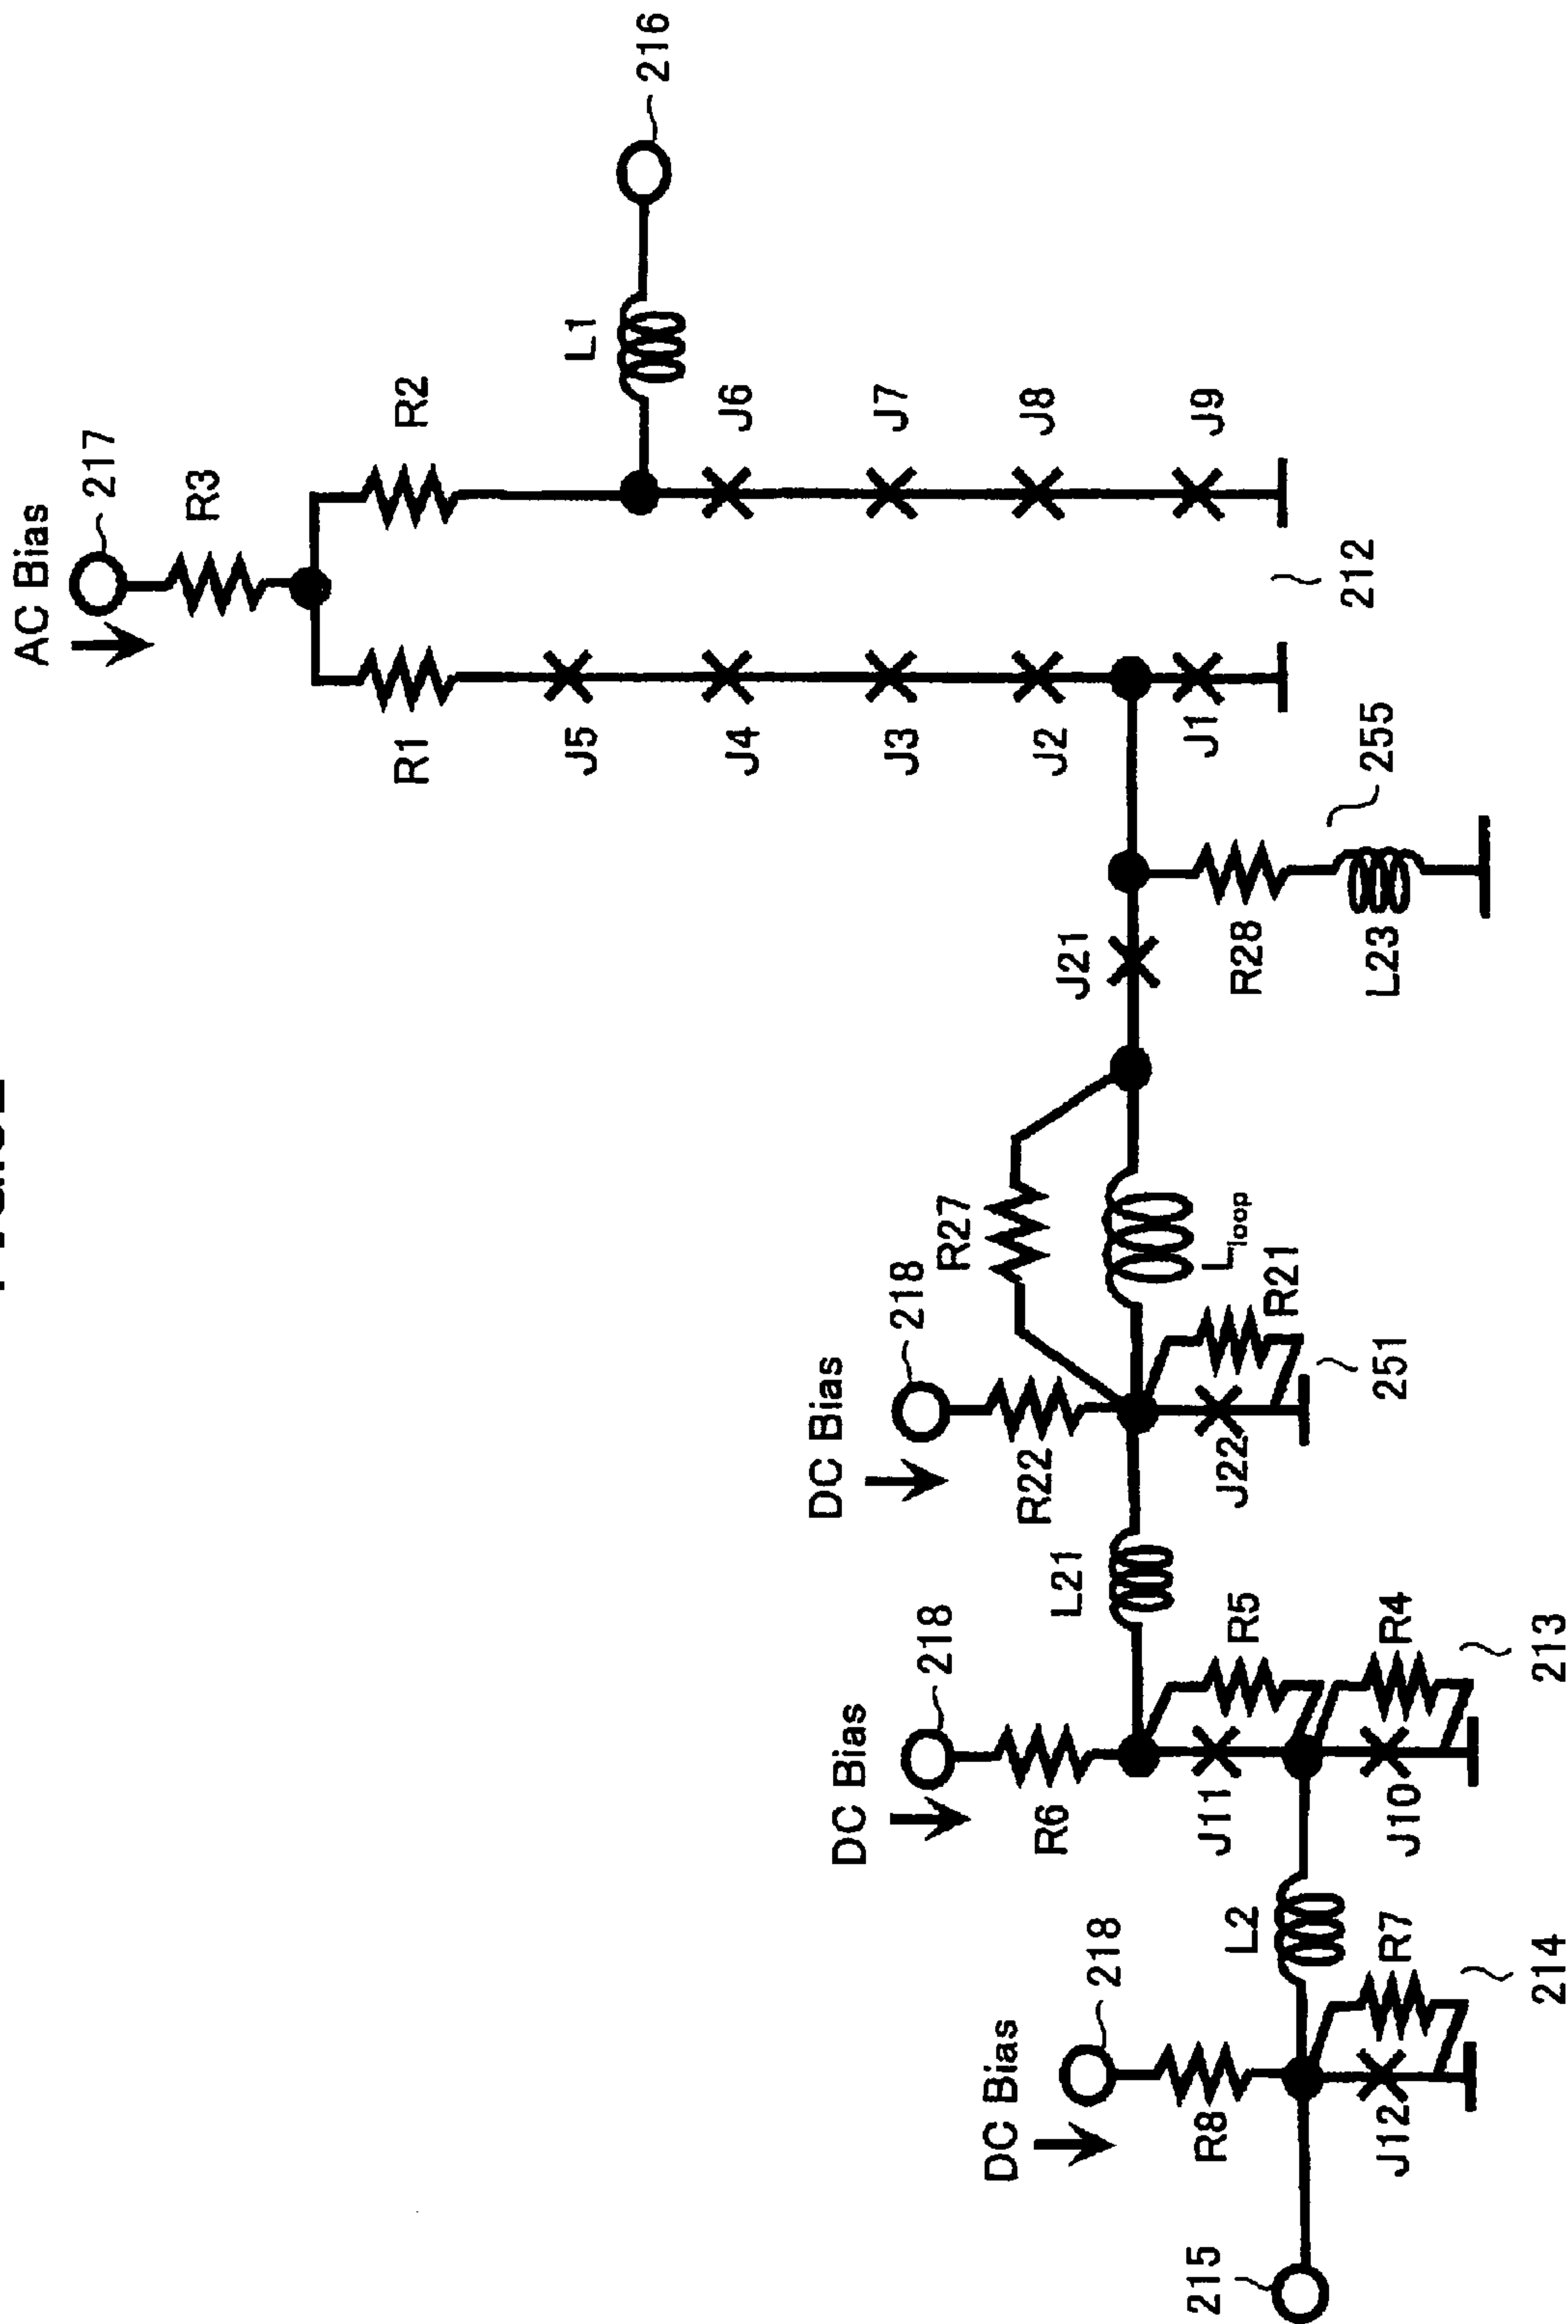 AC Bias
217
R3
R1
R2
L1
216
J5
J4
J3
J2
J1
J6
J7
J8
J9
212
J21
R28
L23
255
R27
Lloop
DC Bias
218
R22
J22
R21
251
L21
DC Bias
218
R6
J11
R5
J10
R4
213
L2
DC Bias
218
R8
J12
R7
214
215